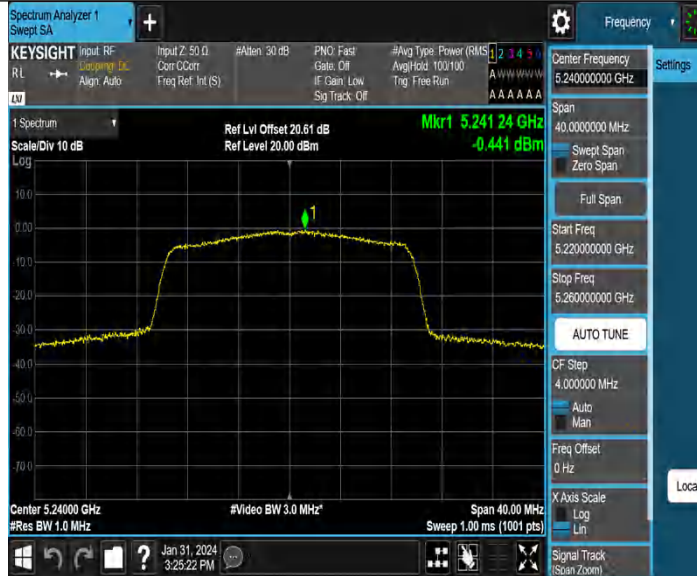 Spectrum Analyzer 1
Swept SA
+
Frequency
KEYSIGHT
RL
LXI
Input: RF
Coupling: DC
Align: Auto
Input Z: 50 Ω
Corr CCorr
Freq Ref: Int (S)
#Atten: 30 dB
PNO: Fast
Gate: Off
IF Gain: Low
Sig Track: Off
#Avg Type: Power (RMS
Avg|Hold: 100/100
Trig: Free Run
1 2 3 4 5 6
A W W W W W
A A A A A A
1 Spectrum
Scale/Div 10 dB
Ref Lvl Offset 20.61 dB
Ref Level 20.00 dBm
Mkr1 5.241 24 GHz
-0.441 dBm
Log
10.0
0.00
-10.0
-20.0
-30.0
-40.0
-50.0
-60.0
-70.0
1
Center 5.24000 GHz
#Res BW 1.0 MHz
#Video BW 3.0 MHz*
Span 40.00 MHz
Sweep 1.00 ms (1001 pts)
?
Jan 31, 2024
3:25:22 PM
Center Frequency
5.240000000 GHz
Span
40.0000000 MHz
Swept Span
Zero Span
Full Span
Start Freq
5.220000000 GHz
Stop Freq
5.260000000 GHz
AUTO TUNE
CF Step
4.000000 MHz
Auto
Man
Freq Offset
0 Hz
X Axis Scale
Log
Lin
Signal Track
(Span Zoom)
Settings
Loca